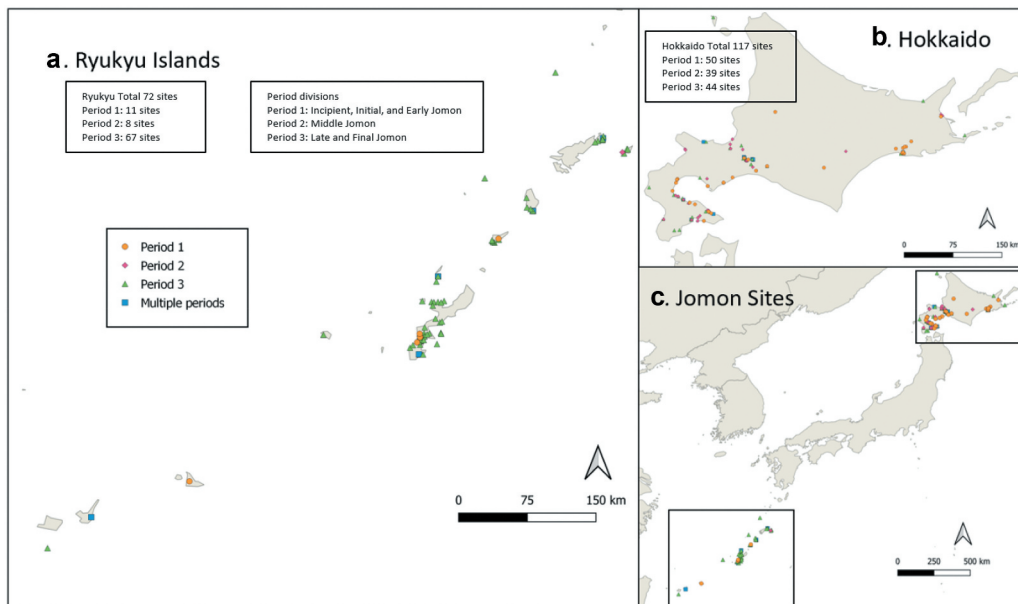 a. Ryukyu Islands
Ryukyu Total 72 sites
Period 1: 11 sites
Period 2: 8 sites
Period 3: 67 sites
Period divisions
Period 1: Incipient, Initial, and Early Jomon
Period 2: Middle Jomon
Period 3: Late and Final Jomon
Period 1
Period 2
Period 3
Multiple periods
0 75 150 km
b. Hokkaido
Hokkaido Total 117 sites
Period 1: 50 sites
Period 2: 39 sites
Period 3: 44 sites
0 75 150 km
c. Jomon Sites
0 250 500 km